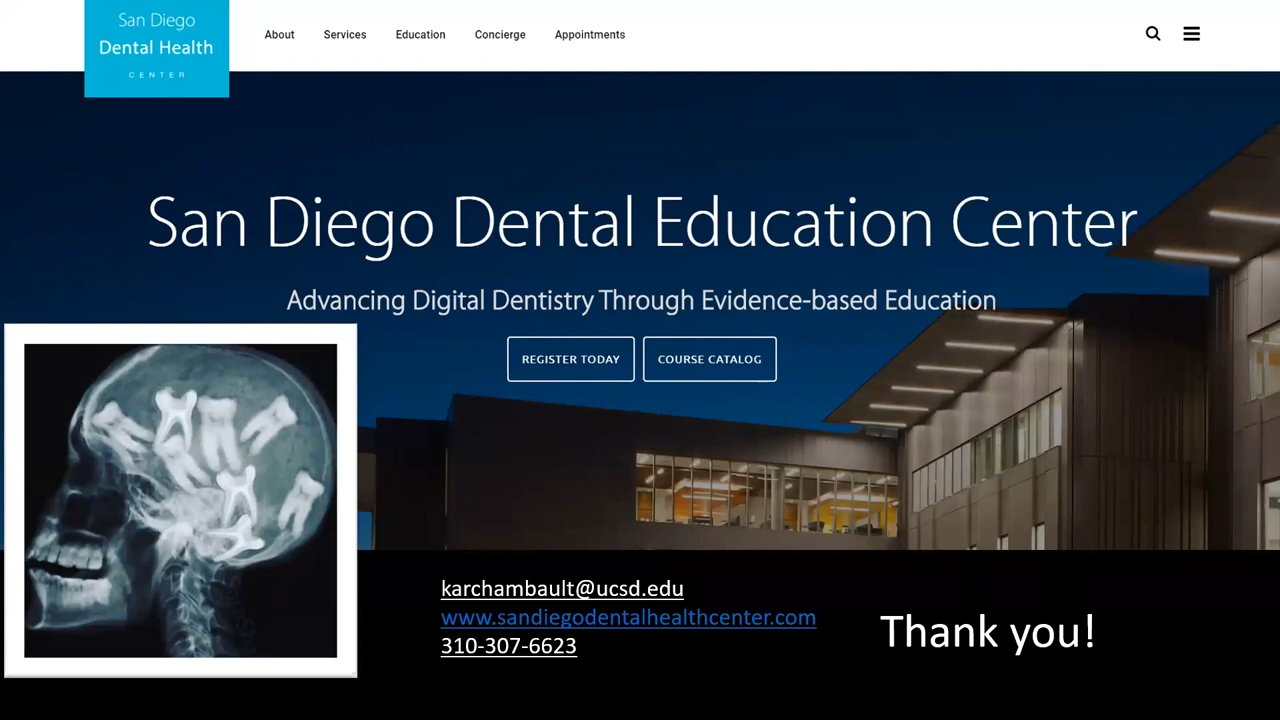 San Diego
Dental Health
CENTER
About Services Education Concierge Appointments
San Diego Dental Education Center
Advancing Digital Dentistry Through Evidence-based Education
REGISTER TODAY COURSE CATALOG
karchambault@ucsd.edu
www.sandiegodentalhealthcenter.com
310-307-6623
Thank you!